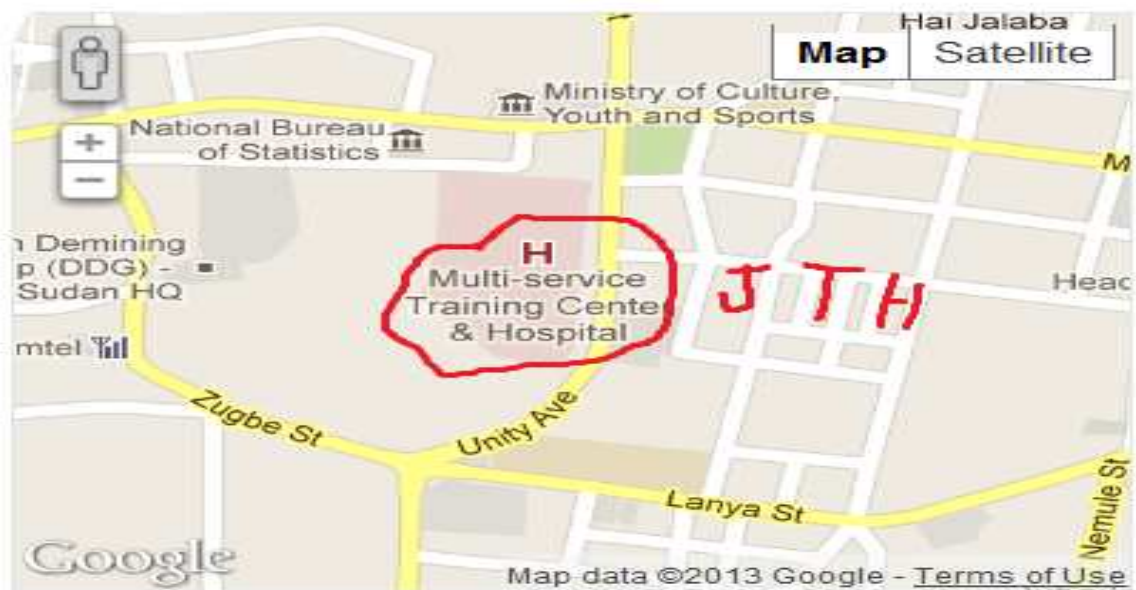 Hai Jalaba
Map Satellite
Ministry of Culture,
Youth and Sports
+
National Bureau
of Statistics
−
M
n Demining
p (DDG) -
Sudan HQ
H
Multi-service
Training Center
& Hospital
JTH
Head
mtel
Zugbe St
Unity Ave
Lanya St
Nemule St
Google
Map data ©2013 Google - Terms of Use